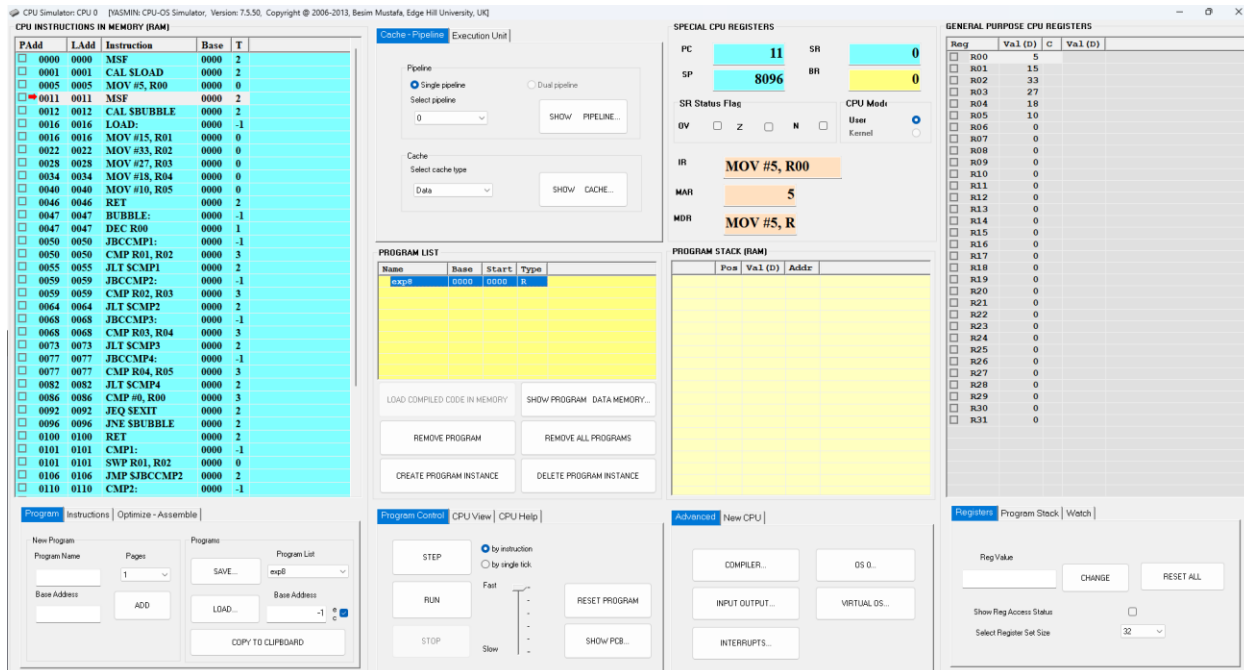 CPU Simulator: CPU 0 [YASMIN: CPU-OS Simulator, Version: 7.5.50, Copyright @ 2006-2013, Besim Mustafa, Edge Hill University, UK]
CPU INSTRUCTIONS IN MEMORY (RAM)
PAdd LAdd Instruction Base T
0000 0000 MSF 0000 2
0001 0001 CAL $LOAD 0000 2
0005 0005 MOV #5, R00 0000 0
0011 0011 MSF 0000 2
0012 0012 CAL $BUBBLE 0000 2
0016 0016 LOAD: 0000 -1
0016 0016 MOV #15, R01 0000 0
0022 0022 MOV #33, R02 0000 0
0028 0028 MOV #27, R03 0000 0
0034 0034 MOV #18, R04 0000 0
0040 0040 MOV #10, R05 0000 0
0046 0046 RET 0000 2
0047 0047 BUBBLE: 0000 -1
0047 0047 DEC R00 0000 1
0050 0050 JBCCMP1: 0000 -1
0050 0050 CMP R01, R02 0000 3
0055 0055 JLT $CMP1 0000 2
0059 0059 JBCCMP2: 0000 -1
0059 0059 CMP R02, R03 0000 3
0064 0064 JLT $CMP2 0000 2
0068 0068 JBCCMP3: 0000 -1
0068 0068 CMP R03, R04 0000 3
0073 0073 JLT $CMP3 0000 2
0077 0077 JBCCMP4: 0000 -1
0077 0077 CMP R04, R05 0000 3
0082 0082 JLT $CMP4 0000 2
0086 0086 CMP #0, R00 0000 3
0092 0092 JEQ $EXIT 0000 2
0096 0096 JNE $BUBBLE 0000 2
0100 0100 RET 0000 2
0101 0101 CMP1: 0000 -1
0101 0101 SWP R01, R02 0000 0
0106 0106 JMP $JBCCMP2 0000 2
0110 0110 CMP2: 0000 -1
Program Instructions Optimize - Assemble
New Program
Program Name Pages
1
Base Address
ADD
Programs
Program List
SAVE... exp8
Base Address
LOAD... -1
COPY TO CLIPBOARD
Cache - Pipeline Execution Unit
Pipeline
Single pipeline Dual pipeline
Select pipeline
0 SHOW PIPELINE...
Cache
Select cache type
Data SHOW CACHE...
PROGRAM LIST
Name Base Start Type
exp8 0000 0000 R
LOAD COMPILED CODE IN MEMORY SHOW PROGRAM DATA MEMORY...
REMOVE PROGRAM REMOVE ALL PROGRAMS
CREATE PROGRAM INSTANCE DELETE PROGRAM INSTANCE
Program Control CPU View CPU Help
STEP by instruction
by single tick
Fast
RUN RESET PROGRAM
STOP SHOW PCB...
Slow
SPECIAL CPU REGISTERS
PC 11 SR 0
SP 8096 BR 0
SR Status Flag CPU Mode
OV Z N User
Kernel
IR MOV #5, R00
MAR 5
MDR MOV #5, R
PROGRAM STACK (RAM)
Pos Val (D) Addr
Advanced New CPU
COMPILER... OS 0...
INPUT OUTPUT... VIRTUAL OS...
INTERRUPTS...
GENERAL PURPOSE CPU REGISTERS
Reg Val (D) C Val (D)
R00 5
R01 15
R02 33
R03 27
R04 18
R05 10
R06 0
R07 0
R08 0
R09 0
R10 0
R11 0
R12 0
R13 0
R14 0
R15 0
R16 0
R17 0
R18 0
R19 0
R20 0
R21 0
R22 0
R23 0
R24 0
R25 0
R26 0
R27 0
R28 0
R29 0
R30 0
R31 0
Registers Program Stack Watch
Reg Value
CHANGE RESET ALL
Show Reg Access Status
Select Register Set Size 32